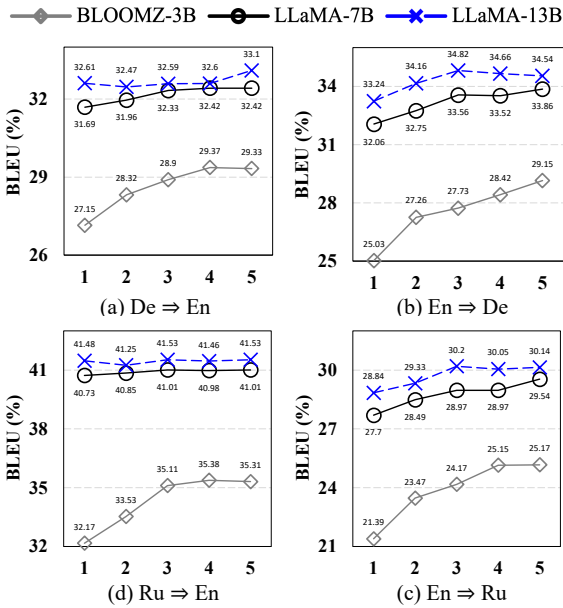 BLOOMZ-3B LLaMA-7B LLaMA-13B
BLEU (%)
32
29
26
32.61 32.47 32.59 32.6 33.1
31.69 31.96 32.33 32.42 32.42
27.15 28.32 28.9 29.37 29.33
1 2 3 4 5
(a) De ⇒ En
BLEU (%)
34
31
28
25
33.24 34.16 34.82 34.66 34.54
32.06 32.75 33.56 33.52 33.86
25.03 27.26 27.73 28.42 29.15
1 2 3 4 5
(b) En ⇒ De
BLEU (%)
41
38
35
32
41.48 41.25 41.53 41.46 41.53
40.73 40.85 41.01 40.98 41.01
32.17 33.53 35.11 35.38 35.31
1 2 3 4 5
(d) Ru ⇒ En
BLEU (%)
30
27
24
21
28.84 29.33 30.2 30.05 30.14
27.7 28.49 28.97 28.97 29.54
21.39 23.47 24.17 25.15 25.17
1 2 3 4 5
(c) En ⇒ Ru